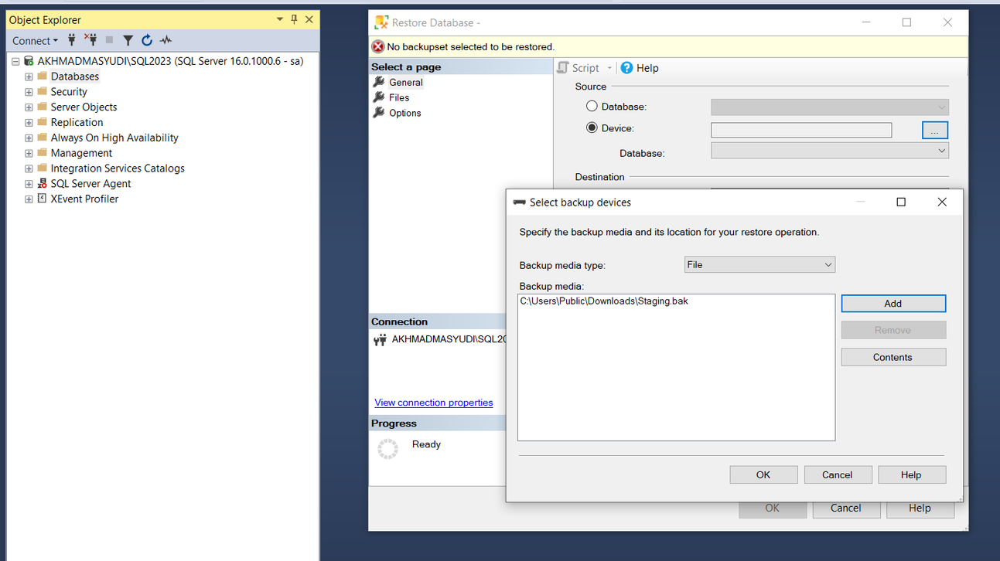 Object Explorer
Connect
AKHMADMASYUDI\SQL2023 (SQL Server 16.0.1000.6 - sa)
Databases
Security
Server Objects
Replication
Always On High Availability
Management
Integration Services Catalogs
SQL Server Agent
XEvent Profiler
Restore Database -
No backupset selected to be restored.
Select a page
General
Files
Options
Script
Help
Source
Database:
Device:
...
Database:
Destination
Connection
AKHMADMASYUDI\SQL20
View connection properties
Progress
Ready
Select backup devices
Specify the backup media and its location for your restore operation.
Backup media type:
File
Backup media:
C:\Users\Public\Downloads\Staging.bak
Add
Remove
Contents
OK
Cancel
Help
OK
Cancel
Help